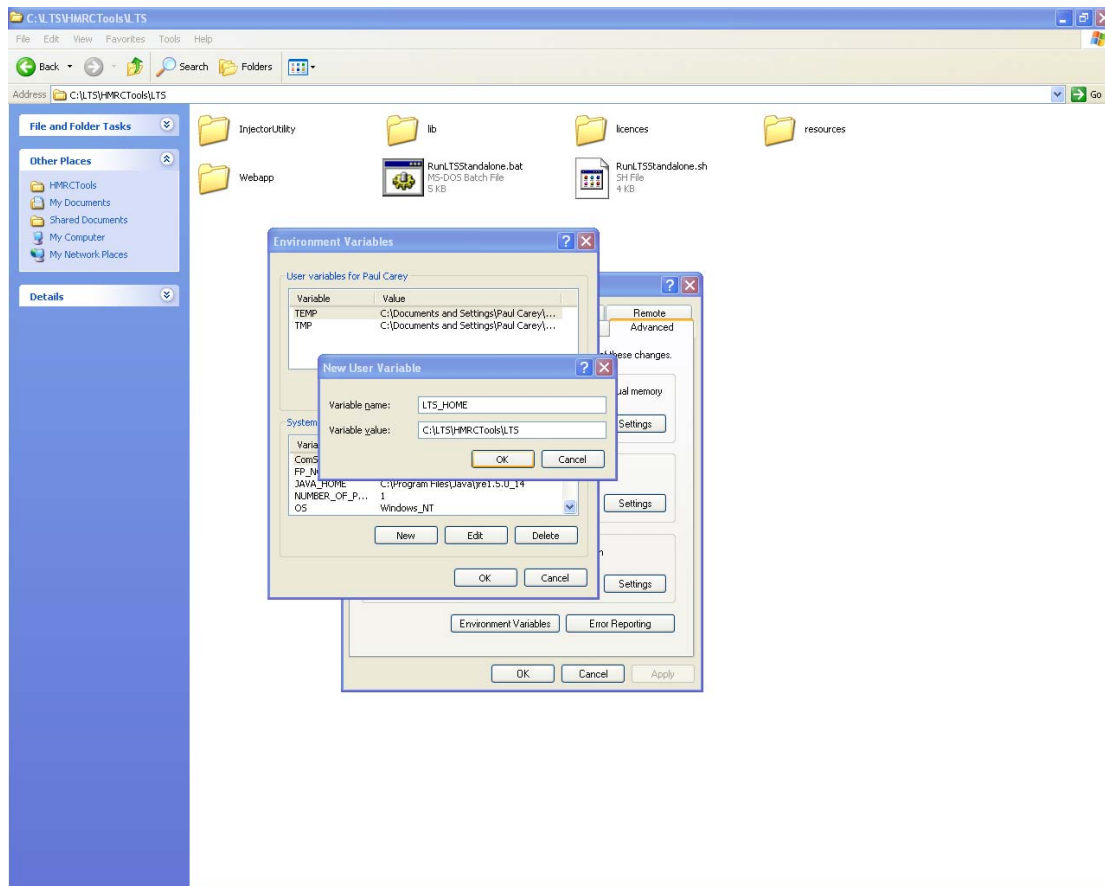 C:\LTS\HMRCTools\LTS
File Edit View Favorites Tools Help
Back Search Folders
Address C:\LTS\HMRCTools\LTS Go
File and Folder Tasks
Other Places
HMRCTools
My Documents
Shared Documents
My Computer
My Network Places
Details
InjectorUtility
lib
licences
resources
Webapp
RunLTSStandalone.bat
MS-DOS Batch File
5 KB
RunLTSStandalone.sh
SH File
4 KB
Environment Variables
User variables for Paul Carey
Variable Value
TEMP C:\Documents and Settings\Paul Carey\...
TMP C:\Documents and Settings\Paul Carey\...
New User Variable
Variable name: LTS_HOME
Variable value: C:\LTS\HMRCTools\LTS
OK Cancel
System
Varia
ComS
FP_N
JAVA_HOME C:\Program Files\Java\jre1.5.0_14
NUMBER_OF_P... 1
OS Windows_NT
New Edit Delete
OK Cancel
Remote
Advanced
these changes.
ual memory
Settings
Settings
Settings
Environment Variables Error Reporting
OK Cancel Apply